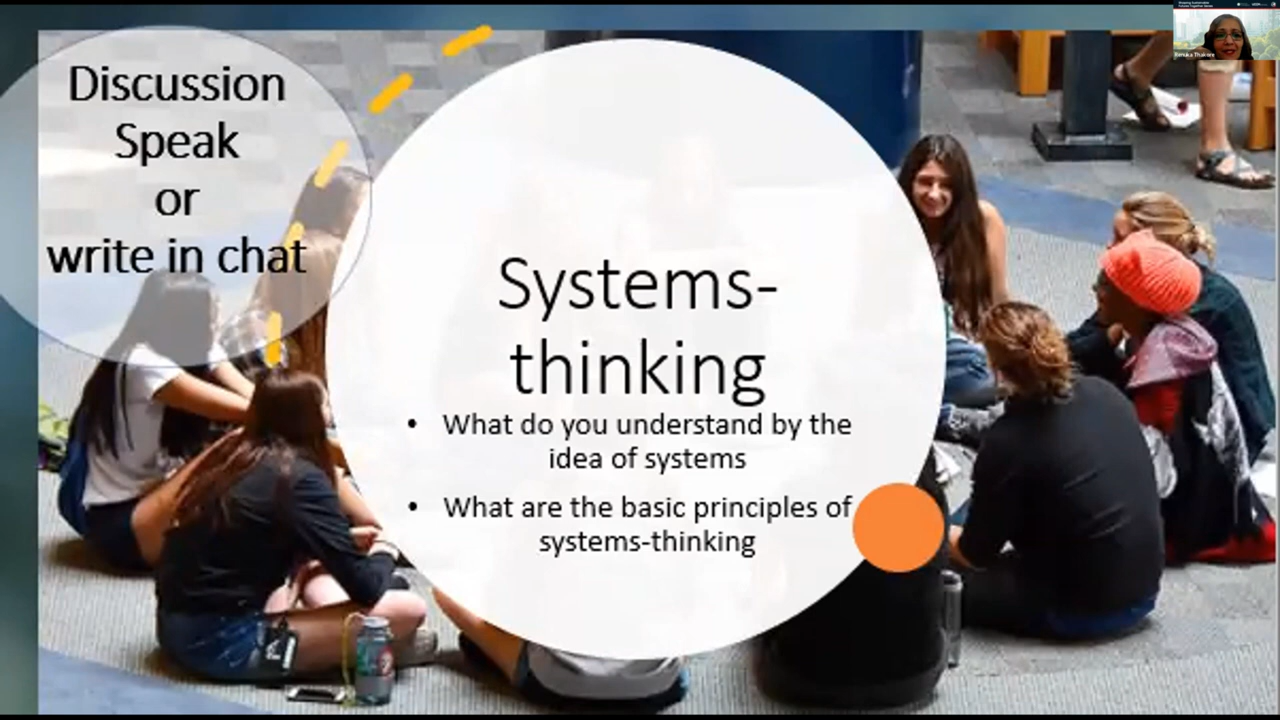 Discussion
Speak
or
write in chat
Systems-
thinking
• What do you understand by the
idea of systems
• What are the basic principles of
systems-thinking